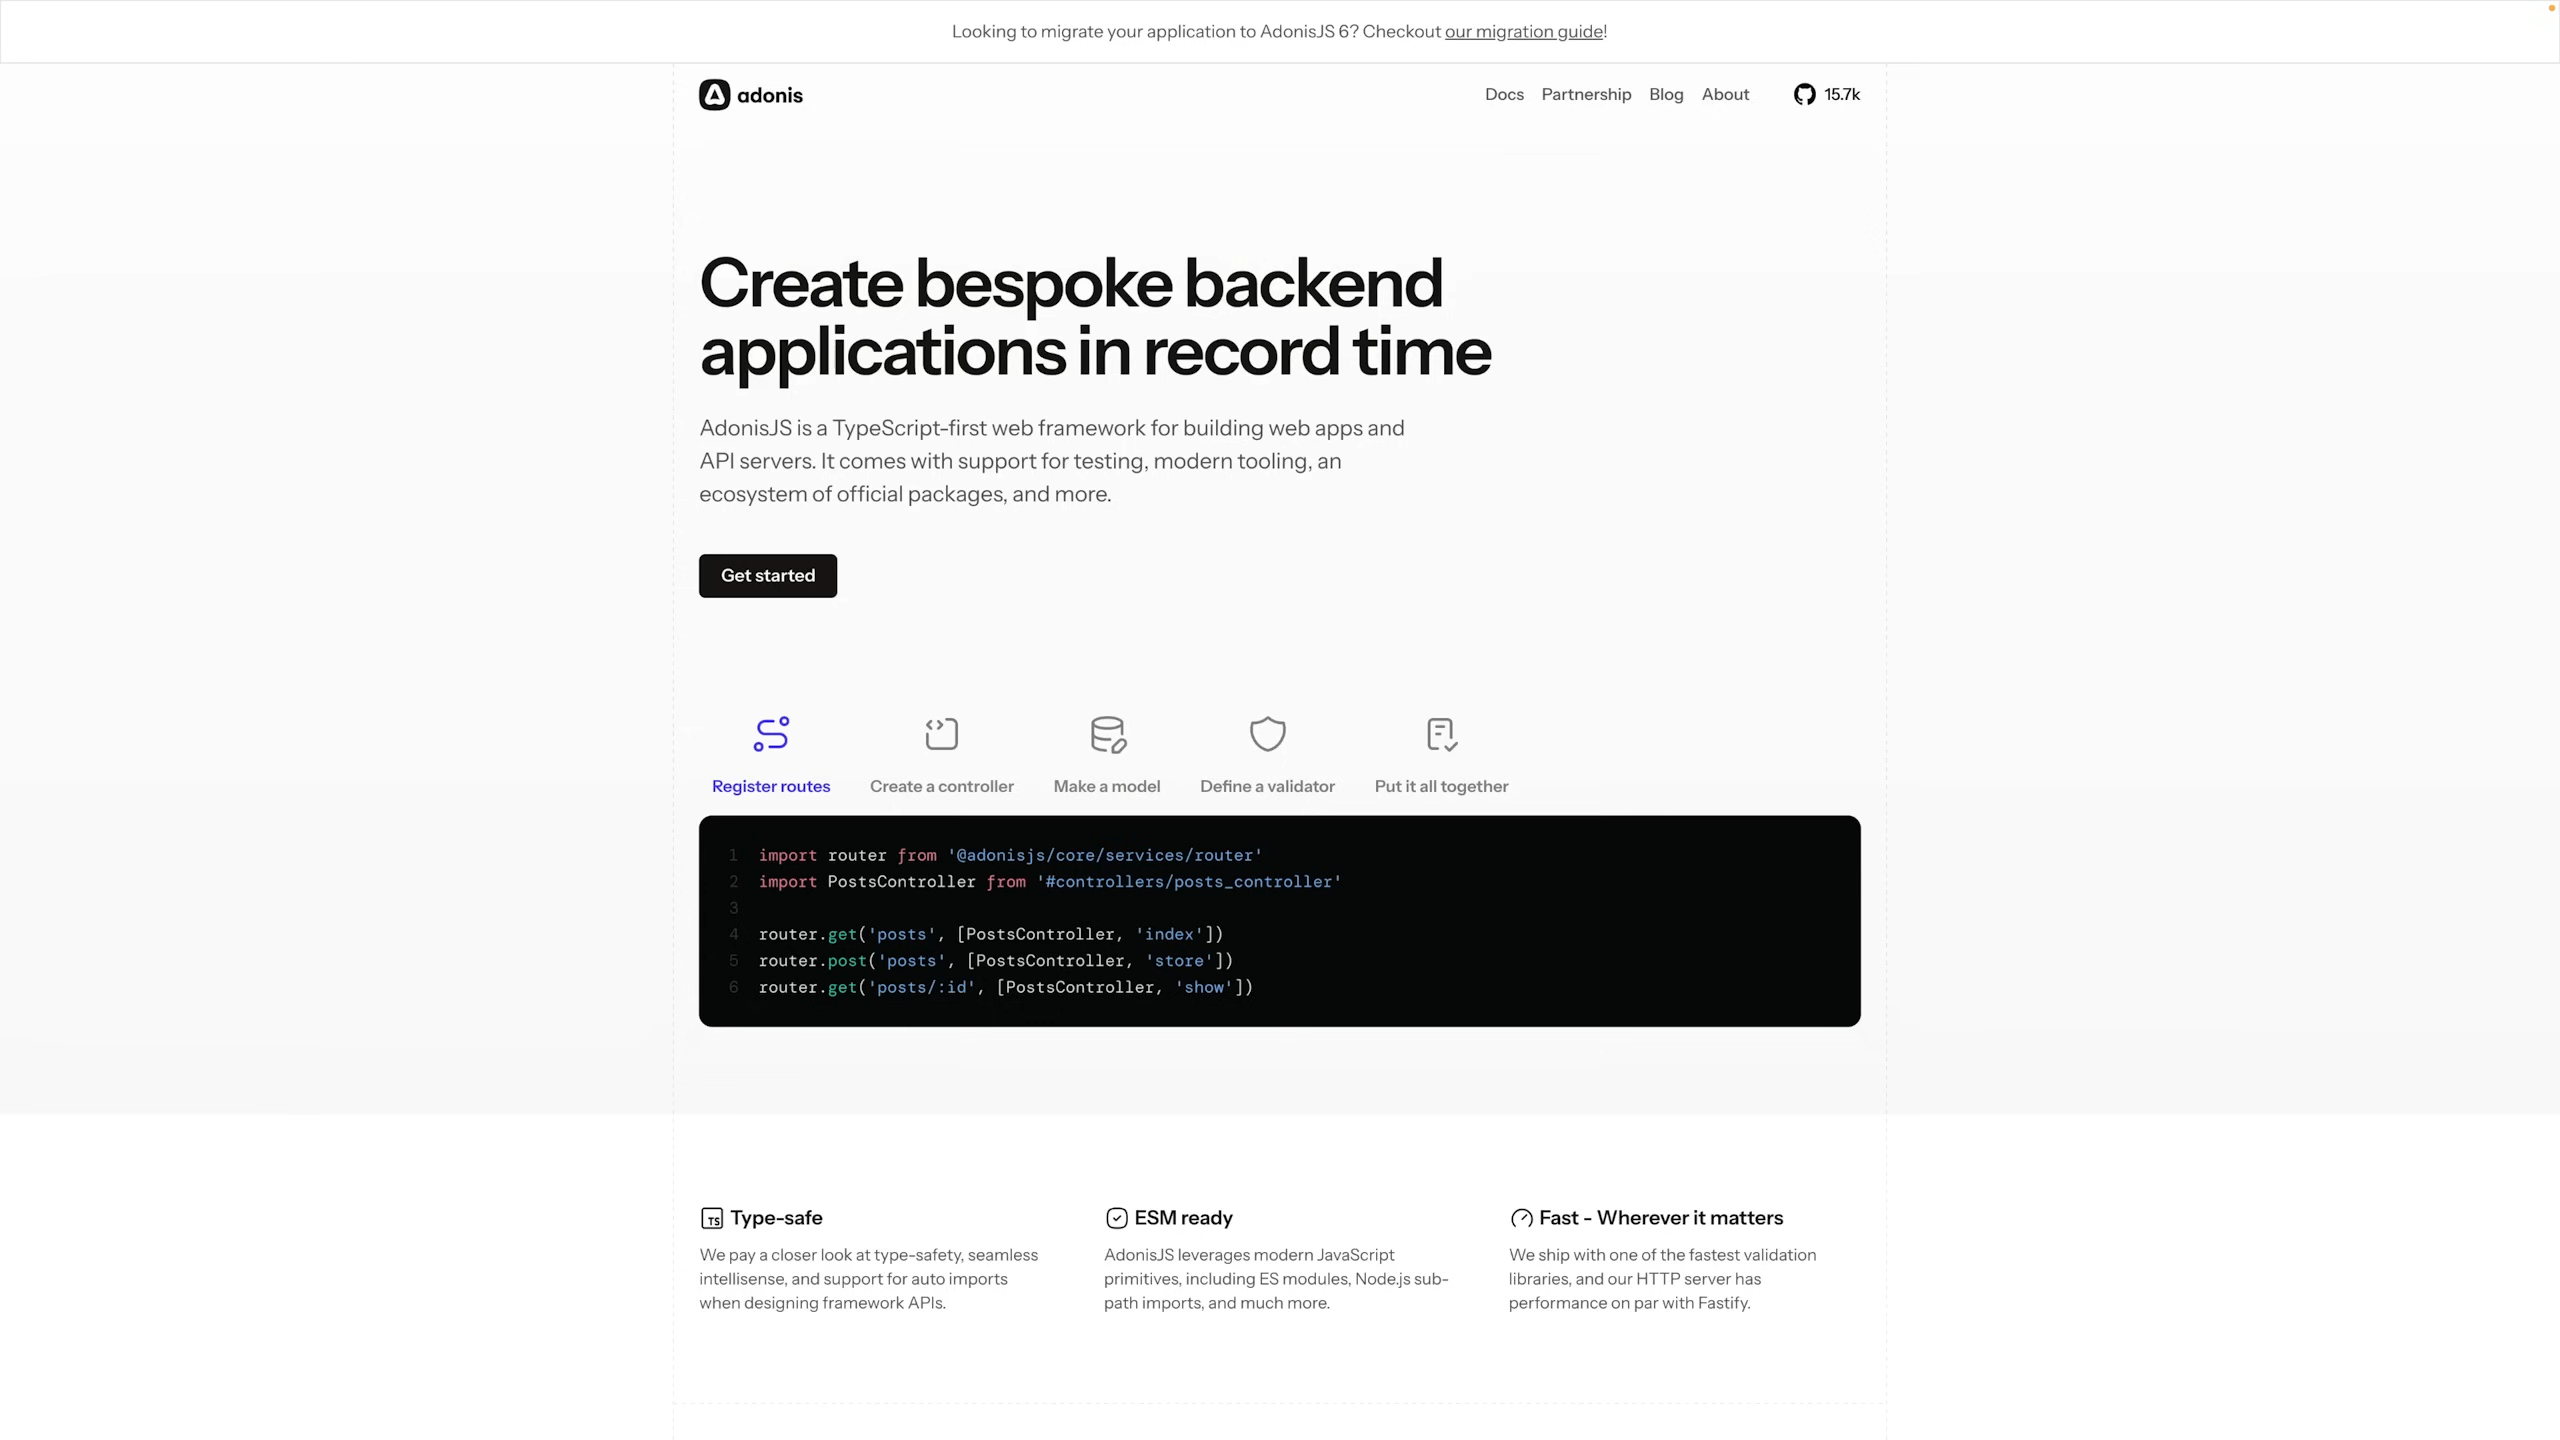 Looking to migrate your application to AdonisJS 6? Checkout our migration guide!
adonis
Docs Partnership Blog About 15.7k
Create bespoke backend
applications in record time
AdonisJS is a TypeScript-first web framework for building web apps and
API servers. It comes with support for testing, modern tooling, an
ecosystem of official packages, and more.
Get started
Register routes Create a controller Make a model Define a validator Put it all together
1 import router from '@adonisjs/core/services/router'
2 import PostsController from '#controllers/posts_controller'
3
4 router.get('posts', [PostsController, 'index'])
5 router.post('posts', [PostsController, 'store'])
6 router.get('posts/:id', [PostsController, 'show'])
TS Type-safe
We pay a closer look at type-safety, seamless
intellisense, and support for auto imports
when designing framework APIs.
ESM ready
AdonisJS leverages modern JavaScript
primitives, including ES modules, Node.js sub-
path imports, and much more.
Fast - Wherever it matters
We ship with one of the fastest validation
libraries, and our HTTP server has
performance on par with Fastify.